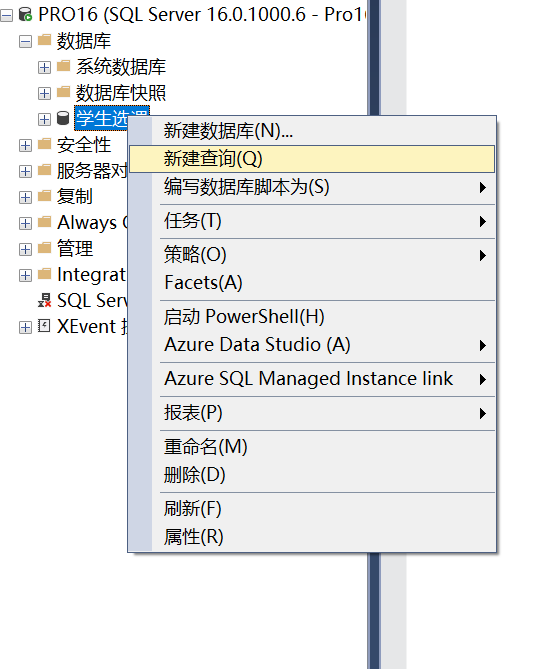 PRO16 (SQL Server 16.0.1000.6 - Pro16
数据库
系统数据库
数据库快照
学生选课
安全性
服务器对
复制
Always
管理
Integrat
SQL Serv
XEvent
新建数据库(N)...
新建查询(Q)
编写数据库脚本为(S)
任务(T)
策略(O)
Facets(A)
启动 PowerShell(H)
Azure Data Studio (A)
Azure SQL Managed Instance link
报表(P)
重命名(M)
删除(D)
刷新(F)
属性(R)